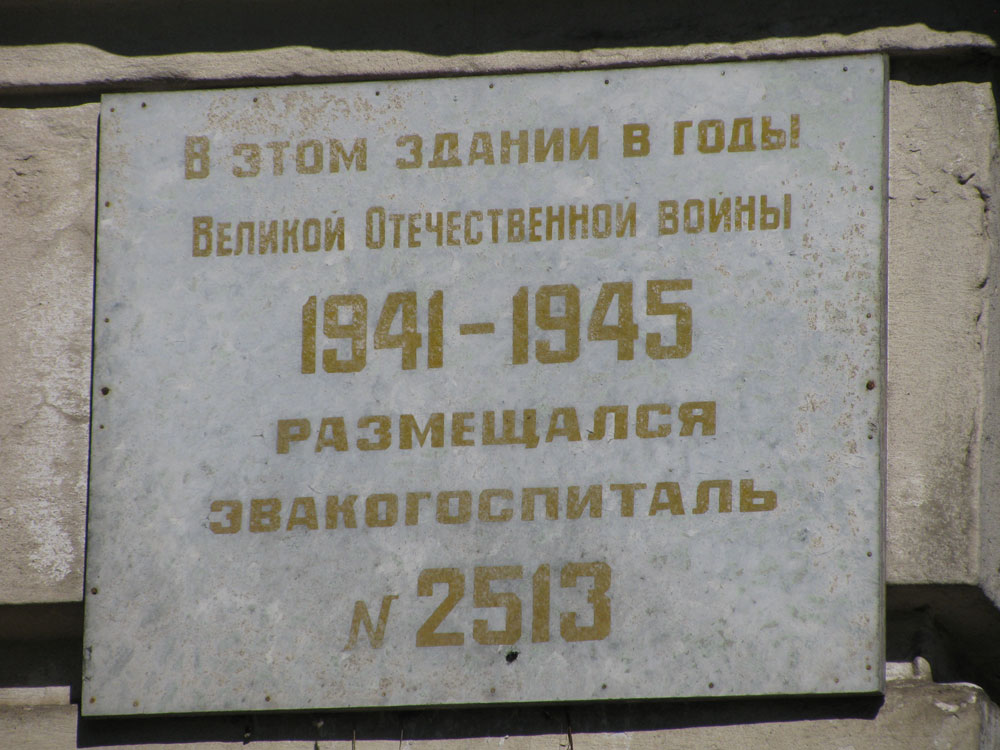 В ЭТОМ ЗДАНИИ В ГОДЫ
ВЕЛИКОЙ ОТЕЧЕСТВЕННОЙ ВОЙНЫ
1941-1945
РАЗМЕЩАЛСЯ
ЭВАКОГОСПИТАЛЬ
N 2513